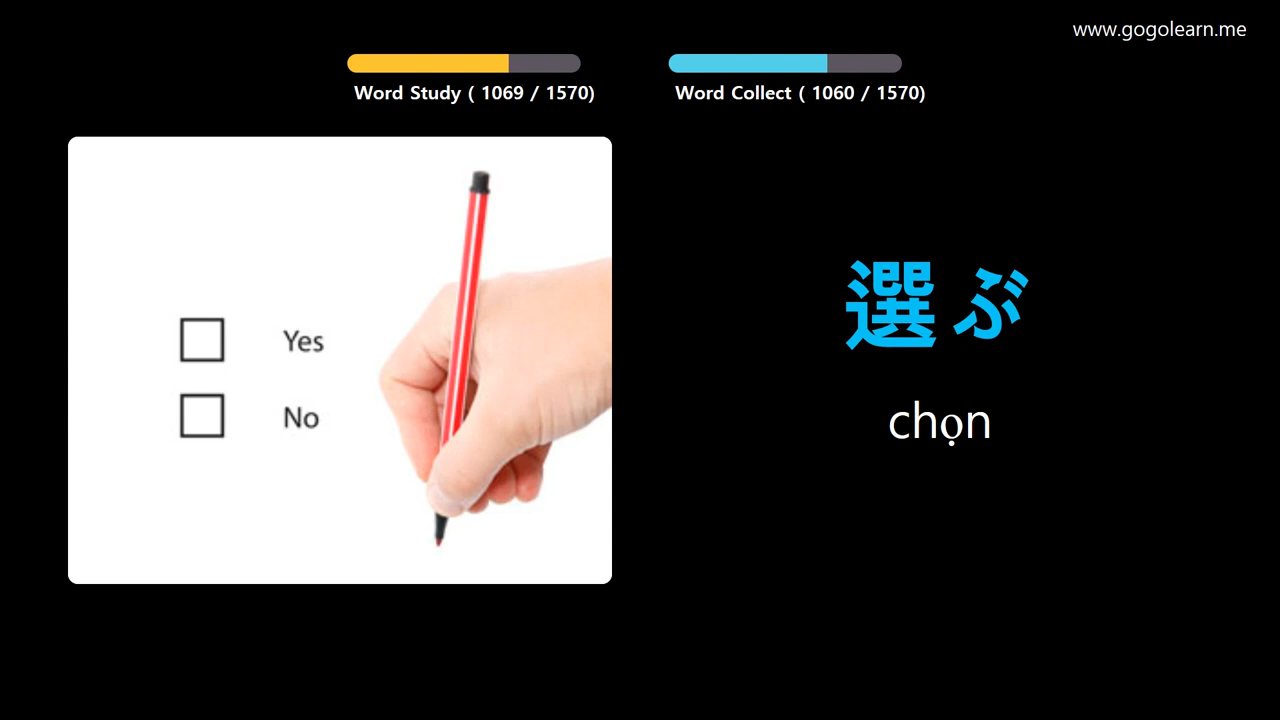 www.gogolearn.me
Word Study ( 1069 / 1570)
Word Collect ( 1060 / 1570)
Yes
No
選ぶ
chọn